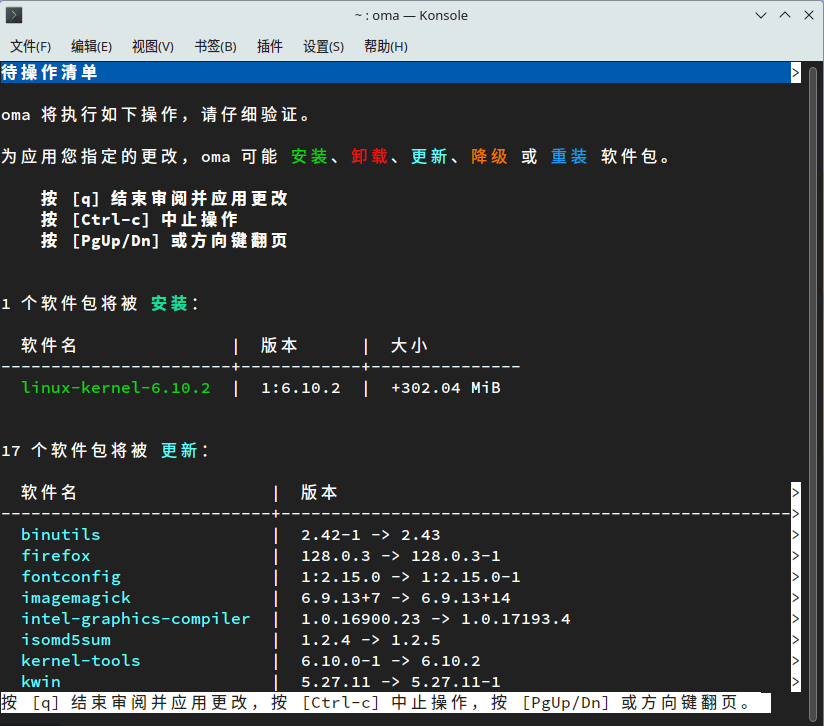 ~ : oma — Konsole
文件(F) 编辑(E) 视图(V) 书签(B) 插件 设置(S) 帮助(H)
待操作清单 >
oma 将执行如下操作，请仔细验证。
为应用您指定的更改，oma 可能 安装、卸载、更新、降级 或 重装 软件包。
按 [q] 结束审阅并应用更改
按 [Ctrl-c] 中止操作
按 [PgUp/Dn] 或方向键翻页
1 个软件包将被 安装：
软件名 | 版本 | 大小
-----------------------+------------+---------------
linux-kernel-6.10.2 | 1:6.10.2 | +302.04 MiB
17 个软件包将被 更新：
软件名 | 版本 >
---------------------------+--------------------------------------------------->
binutils | 2.42-1 -> 2.43 >
firefox | 128.0.3 -> 128.0.3-1 >
fontconfig | 1:2.15.0 -> 1:2.15.0-1 >
imagemagick | 6.9.13+7 -> 6.9.13+14 >
intel-graphics-compiler | 1.0.16900.23 -> 1.0.17193.4 >
isomd5sum | 1.2.4 -> 1.2.5 >
kernel-tools | 6.10.0-1 -> 6.10.2 >
kwin | 5.27.11 -> 5.27.11-1 >
按 [q] 结束审阅并应用更改，按 [Ctrl-c] 中止操作，按 [PgUp/Dn] 或方向键翻页。